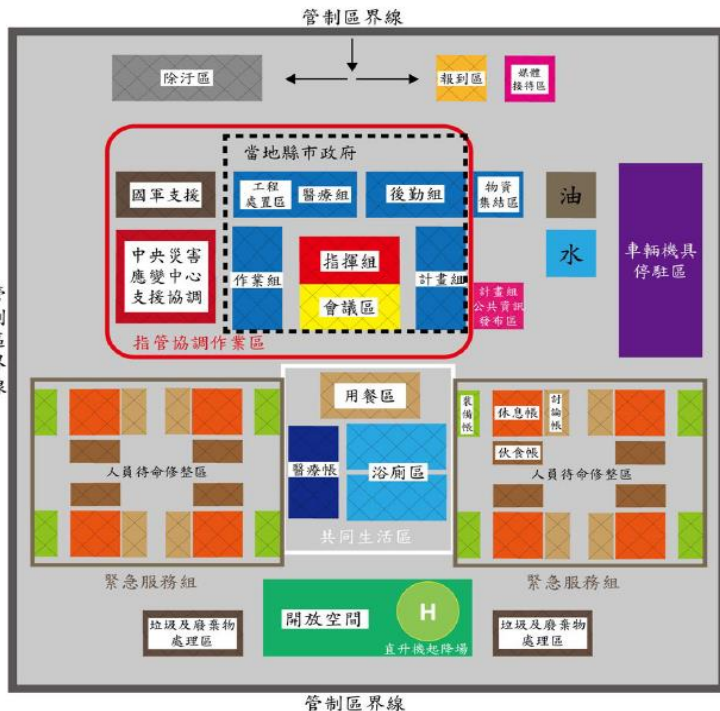 管制區界線
除汙區
報到區
媒體
接待區
當地縣市政府
國軍支援
工程
處置區
醫療組
後勤組
物資
集結區
油
水
車輛機具
停駐區
中央災害
應變中心
支援協調
作業組
指揮組
會議區
計畫組
計畫組
公共資訊
發布區
指管協調作業區
管制區界線
用餐區
醫療帳
浴廁區
共同生活區
人員待命修整區
緊急服務組
裝備帳
休息帳
討論帳
伙食帳
人員待命修整區
緊急服務組
垃圾及廢棄物
處理區
開放空間
H
直升機起降場
垃圾及廢棄物
處理區
管制區界線